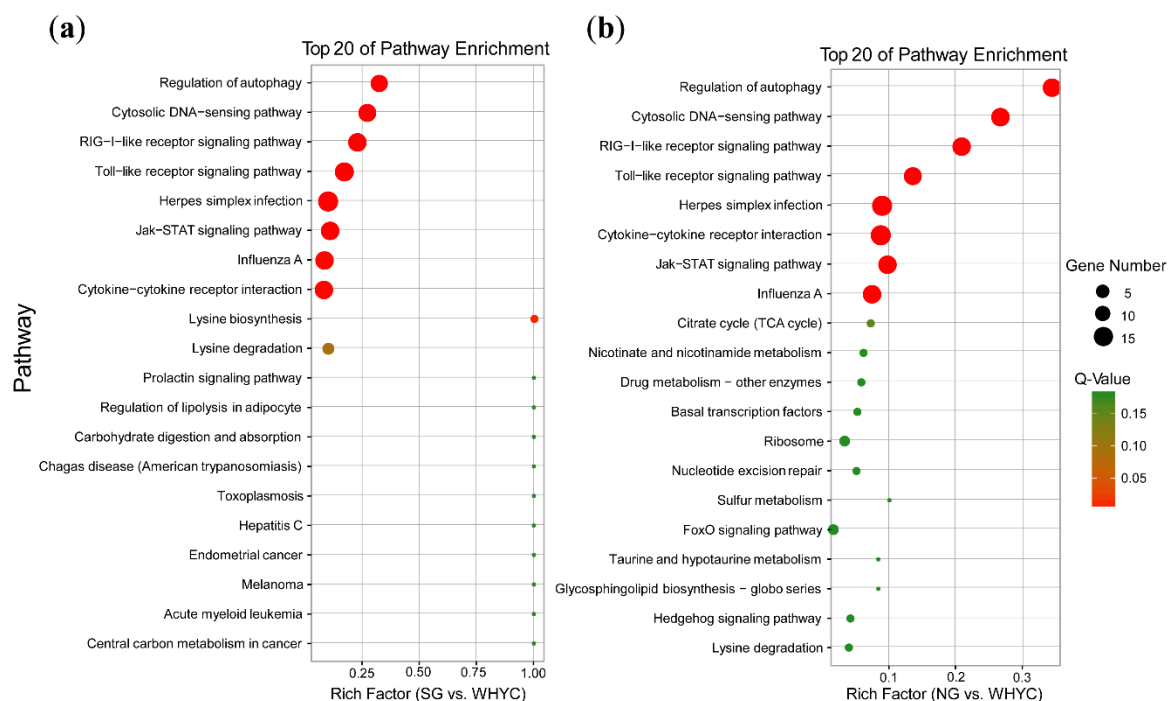 (a)
Top 20 of Pathway Enrichment
Pathway
Regulation of autophagy
Cytosolic DNA−sensing pathway
RIG−I−like receptor signaling pathway
Toll−like receptor signaling pathway
Herpes simplex infection
Jak−STAT signaling pathway
Influenza A
Cytokine−cytokine receptor interaction
Lysine biosynthesis
Lysine degradation
Prolactin signaling pathway
Regulation of lipolysis in adipocyte
Carbohydrate digestion and absorption
Chagas disease (American trypanosomiasis)
Toxoplasmosis
Hepatitis C
Endometrial cancer
Melanoma
Acute myeloid leukemia
Central carbon metabolism in cancer
0.25 0.50 0.75 1.00
Rich Factor (SG vs. WHYC)
(b)
Top 20 of Pathway Enrichment
Regulation of autophagy
Cytosolic DNA−sensing pathway
RIG−I−like receptor signaling pathway
Toll−like receptor signaling pathway
Herpes simplex infection
Cytokine−cytokine receptor interaction
Jak−STAT signaling pathway
Influenza A
Citrate cycle (TCA cycle)
Nicotinate and nicotinamide metabolism
Drug metabolism − other enzymes
Basal transcription factors
Ribosome
Nucleotide excision repair
Sulfur metabolism
FoxO signaling pathway
Taurine and hypotaurine metabolism
Glycosphingolipid biosynthesis − globo series
Hedgehog signaling pathway
Lysine degradation
0.1 0.2 0.3
Rich Factor (NG vs. WHYC)
Gene Number
5
10
15
Q-Value
0.15
0.10
0.05